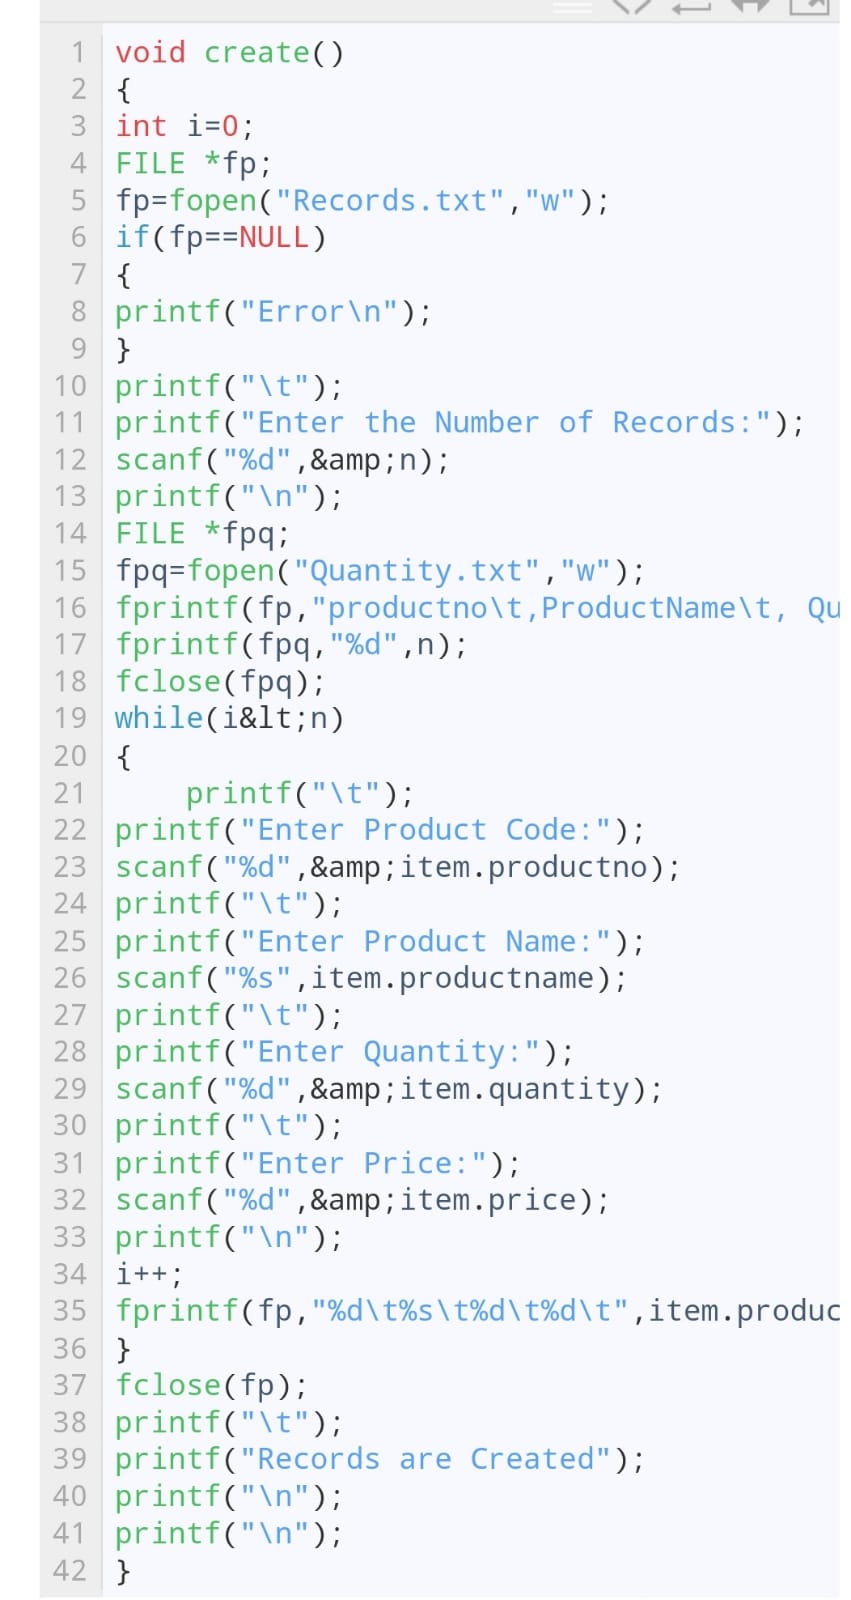 1 void create()
2 {
3 int i=0;
4 FILE *fp;
5 fp=fopen("Records.txt","w");
6 if(fp==NULL)
7 {
8 printf("Error\n");
9 }
10 printf("\t");
11 printf("Enter the Number of Records:");
12 scanf("%d",&amp;n);
13 printf("\n");
14 FILE *fpq;
15 fpq=fopen("Quantity.txt","w");
16 fprintf(fp,"productno\t,ProductName\t, Qu
17 fprintf(fpq,"%d",n);
18 fclose(fpq);
19 while(i&lt;n)
20 {
21     printf("\t");
22 printf("Enter Product Code:");
23 scanf("%d",&amp;item.productno);
24 printf("\t");
25 printf("Enter Product Name:");
26 scanf("%s",item.productname);
27 printf("\t");
28 printf("Enter Quantity:");
29 scanf("%d",&amp;item.quantity);
30 printf("\t");
31 printf("Enter Price:");
32 scanf("%d",&amp;item.price);
33 printf("\n");
34 i++;
35 fprintf(fp,"%d\t%s\t%d\t%d\t",item.produc
36 }
37 fclose(fp);
38 printf("\t");
39 printf("Records are Created");
40 printf("\n");
41 printf("\n");
42 }